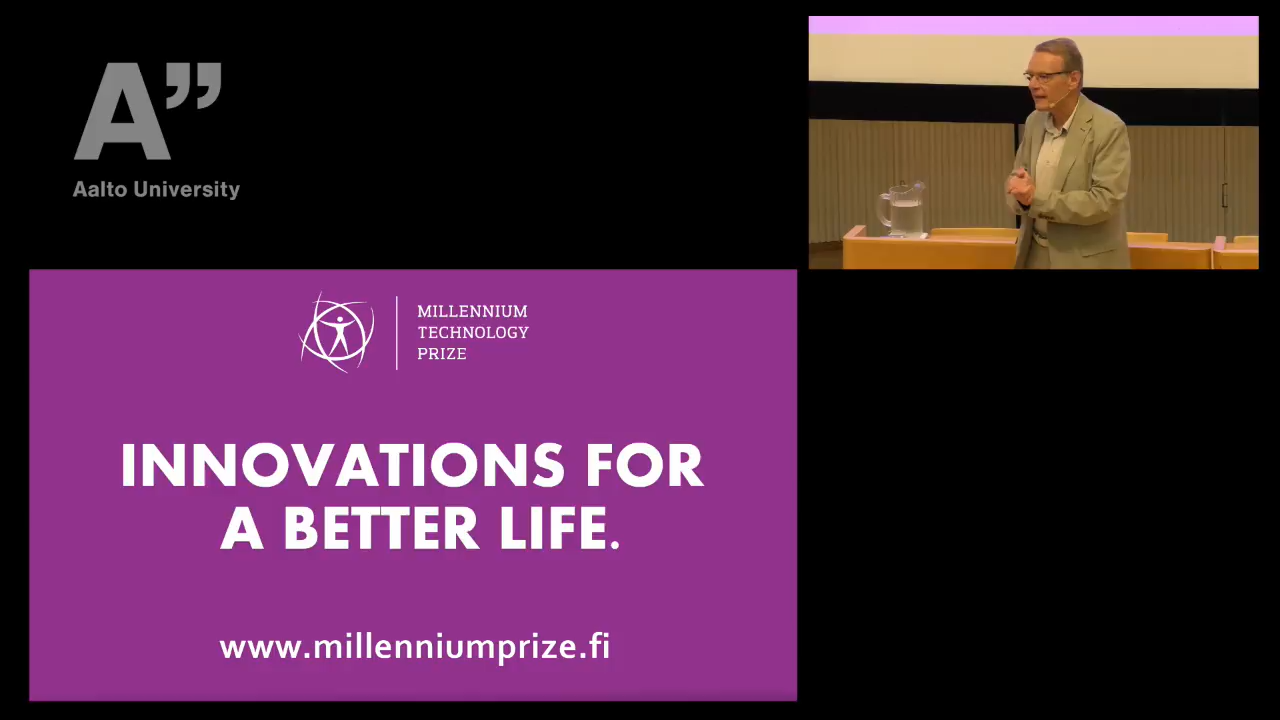 A”
Aalto University
MILLENNIUM
TECHNOLOGY
PRIZE
INNOVATIONS FOR
A BETTER LIFE.
www.millenniumprize.fi